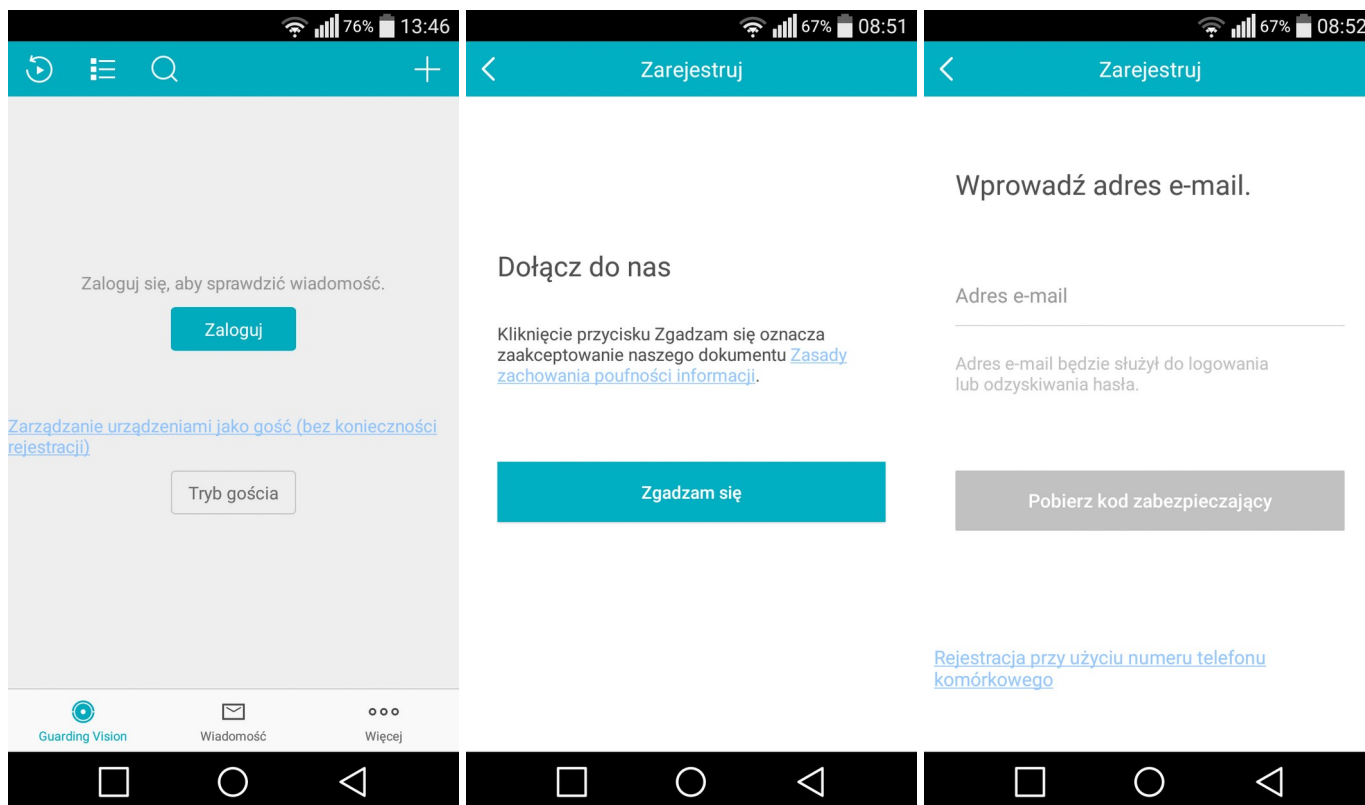 76% 13:46
Zaloguj się, aby sprawdzić wiadomość.
Zaloguj
Zarządzanie urządzeniami jako gość (bez konieczności
rejestracji)
Tryb gościa
Guarding Vision
Wiadomość
Więcej
67% 08:51
Zarejestruj
Dołącz do nas
Kliknięcie przycisku Zgadzam się oznacza
zaakceptowanie naszego dokumentu Zasady
zachowania poufności informacji.
Zgadzam się
67% 08:52
Zarejestruj
Wprowadź adres e-mail.
Adres e-mail
Adres e-mail będzie służył do logowania
lub odzyskiwania hasła.
Pobierz kod zabezpieczający
Rejestracja przy użyciu numeru telefonu
komórkowego